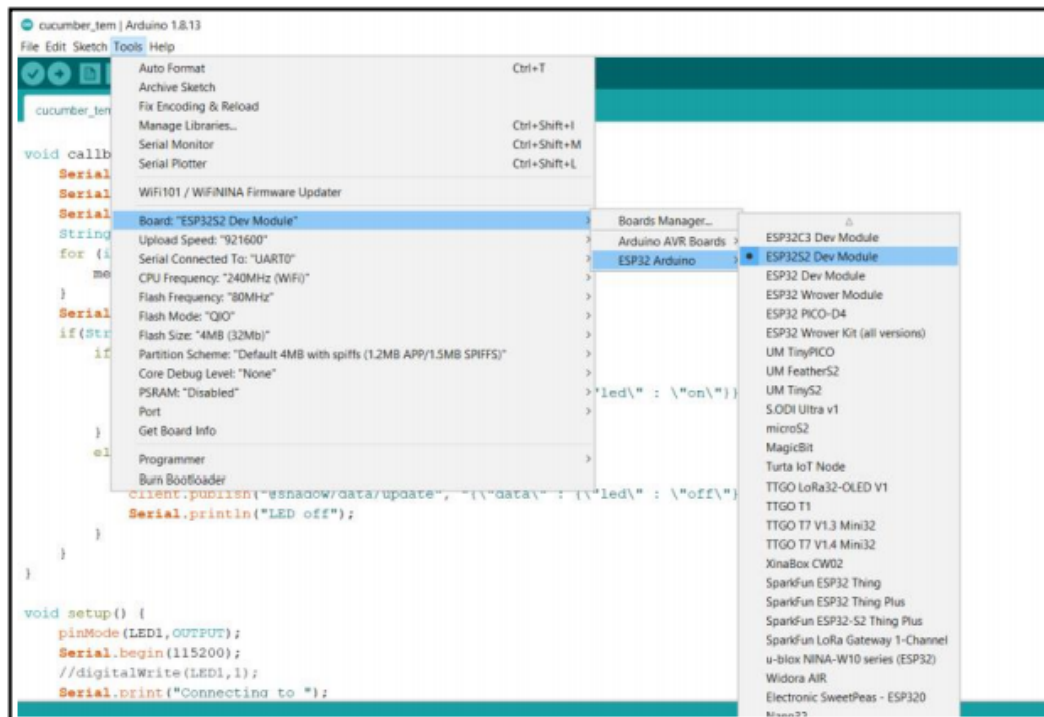 cucumber_tem | Arduino 1.8.13
File Edit Sketch Tools Help
cucumber_ten
Auto Format Ctrl+T
Archive Sketch
Fix Encoding & Reload
Manage Libraries... Ctrl+Shift+I
Serial Monitor Ctrl+Shift+M
Serial Plotter Ctrl+Shift+L
WiFi101 / WiFiNINA Firmware Updater
Board: "ESP32S2 Dev Module"
Upload Speed: "921600"
Serial Connected To: "UART0"
CPU Frequency: "240MHz (WiFi)"
Flash Frequency: "80MHz"
Flash Mode: "QIO"
Flash Size: "4MB (32Mb)"
Partition Scheme: "Default 4MB with spiffs (1.2MB APP/1.5MB SPIFFS)"
Core Debug Level: "None"
PSRAM: "Disabled"
Port
Get Board Info
Programmer
Burn Bootloader
Boards Manager...
Arduino AVR Boards
ESP32 Arduino
ESP32C3 Dev Module
ESP32S2 Dev Module
ESP32 Dev Module
ESP32 Wrover Module
ESP32 PICO-D4
ESP32 Wrover Kit (all versions)
UM TinyPICO
UM FeatherS2
UM TinyS2
S.ODI Ultra v1
microS2
MagicBit
Turta IoT Node
TTGO LoRa32-OLED V1
TTGO T1
TTGO T7 V1.3 Mini32
TTGO T7 V1.4 Mini32
XinaBox CW02
SparkFun ESP32 Thing
SparkFun ESP32 Thing Plus
SparkFun ESP32-S2 Thing Plus
SparkFun LoRa Gateway 1-Channel
u-blox NINA-W10 series (ESP32)
Widora AIR
Electronic SweetPeas - ESP320
Nano32
void callb
Serial
Serial
Serial
String
for (i
me
}
Serial
if(Str
if
"led\" : \"on\"}}
}
el
client.publish("@shadow/data/update", "{\"data\" : {\"led\" : \"off\"}
Serial.println("LED off");
}
}
}
void setup() {
pinMode(LED1,OUTPUT);
Serial.begin(115200);
//digitalWrite(LED1,1);
Serial.print("Connecting to ");